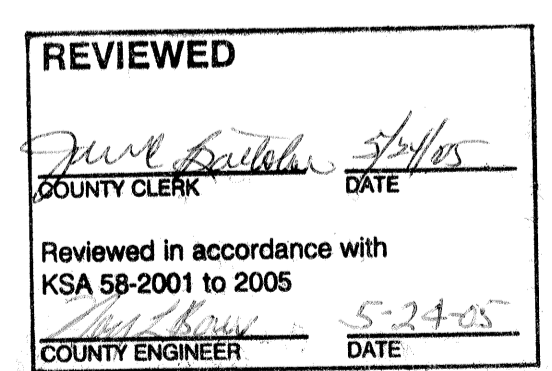 REVIEWED
5/24/05
COUNTY CLERK DATE
Reviewed in accordance with
KSA 58-2001 to 2005
5-24-05
COUNTY ENGINEER DATE